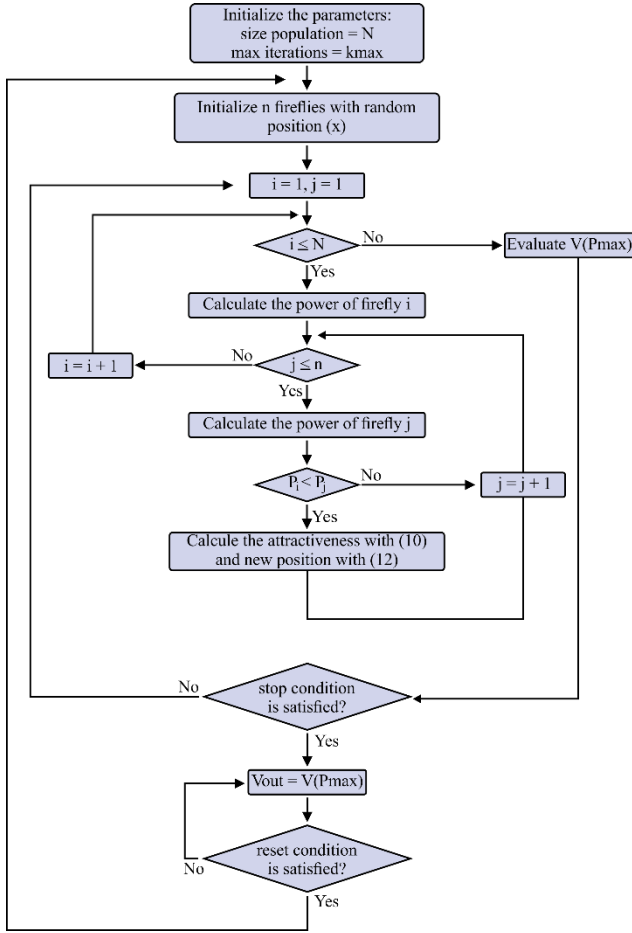 Initialize the parameters:
size population = N
max iterations = kmax
Initialize n fireflies with random
position (x)
i = 1, j = 1
i ≤ N
No
Evaluate V(Pmax)
Yes
Calculate the power of firefly i
i = i + 1
No
j ≤ n
Yes
Calculate the power of firefly j
P_i < P_j
No
j = j + 1
Yes
Calcule the attractiveness with (10)
and new position with (12)
No
stop condition
is satisfied?
Yes
Vout = V(Pmax)
reset condition
is satisfied?
No
Yes